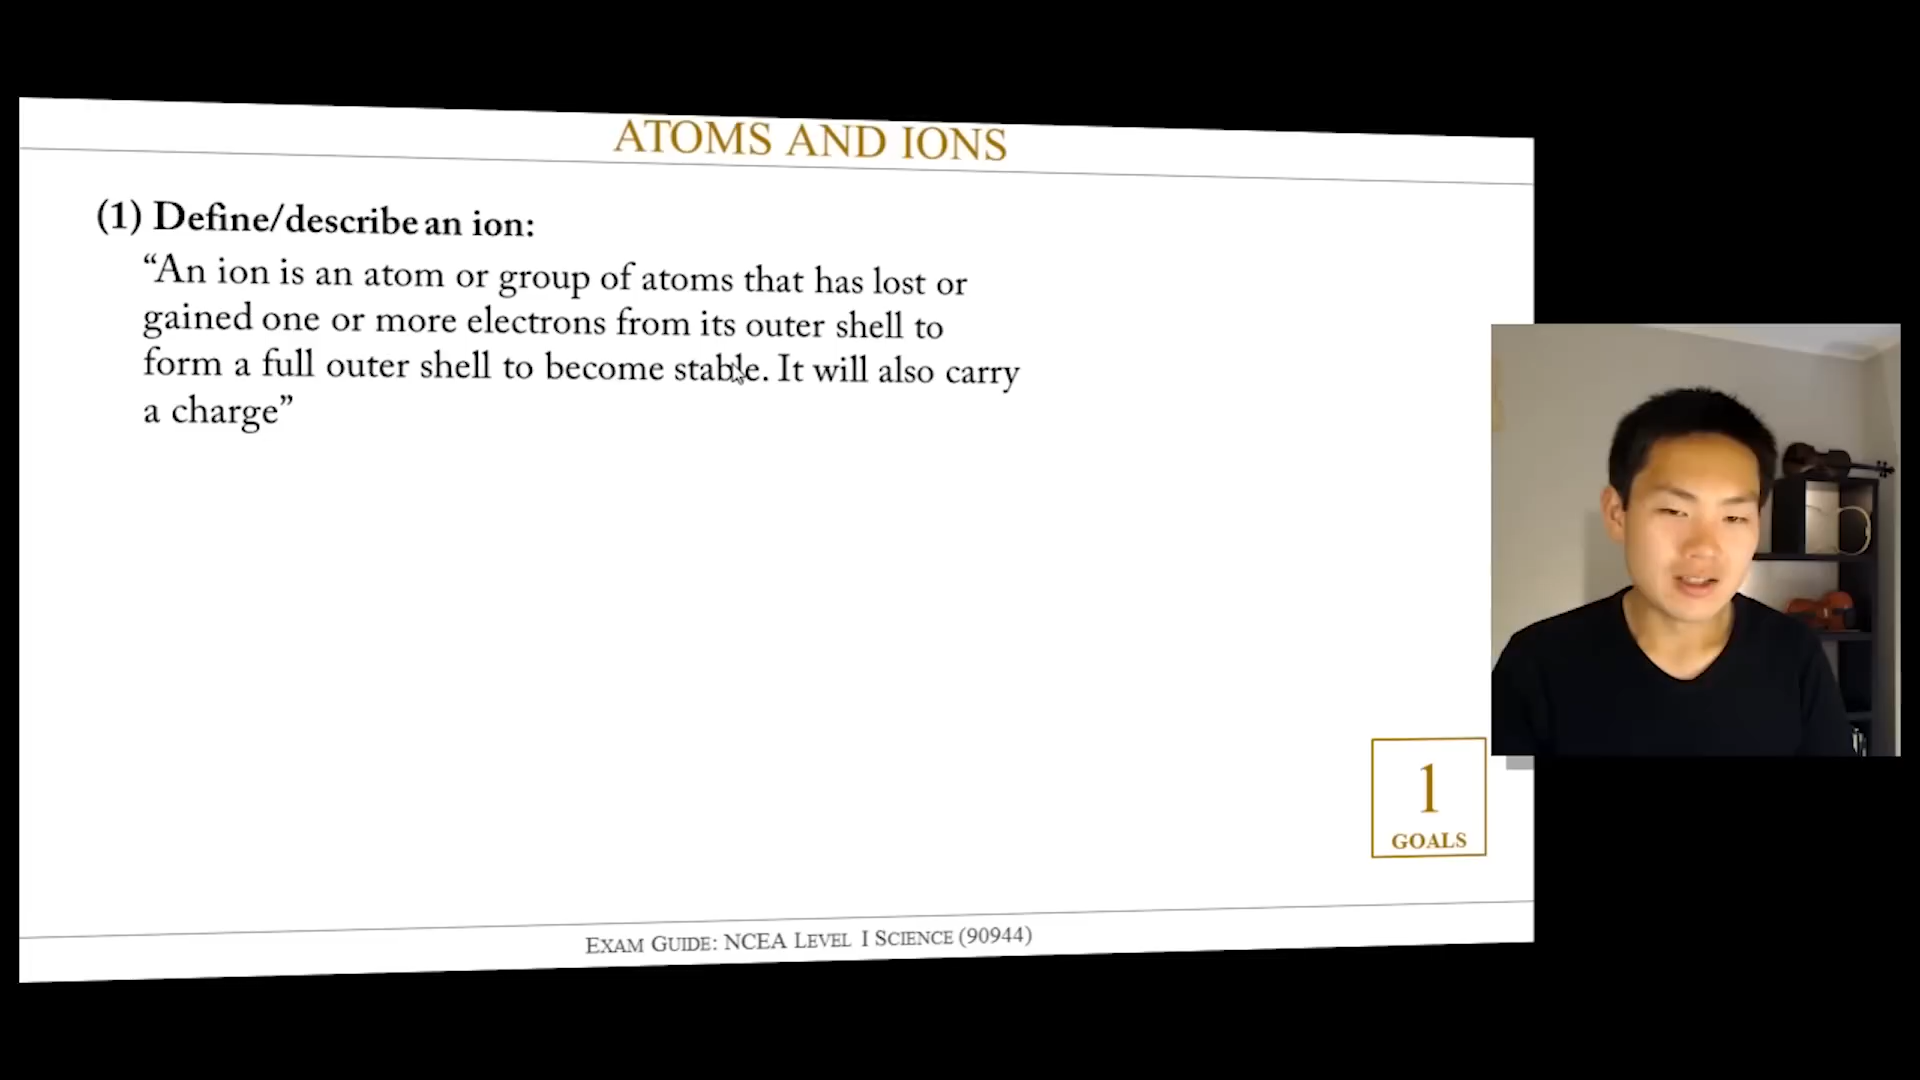 ATOMS AND IONS
(1) Define/describe an ion:
“An ion is an atom or group of atoms that has lost or
gained one or more electrons from its outer shell to
form a full outer shell to become stable. It will also carry
a charge”
1
GOALS
EXAM GUIDE: NCEA LEVEL I SCIENCE (90944)